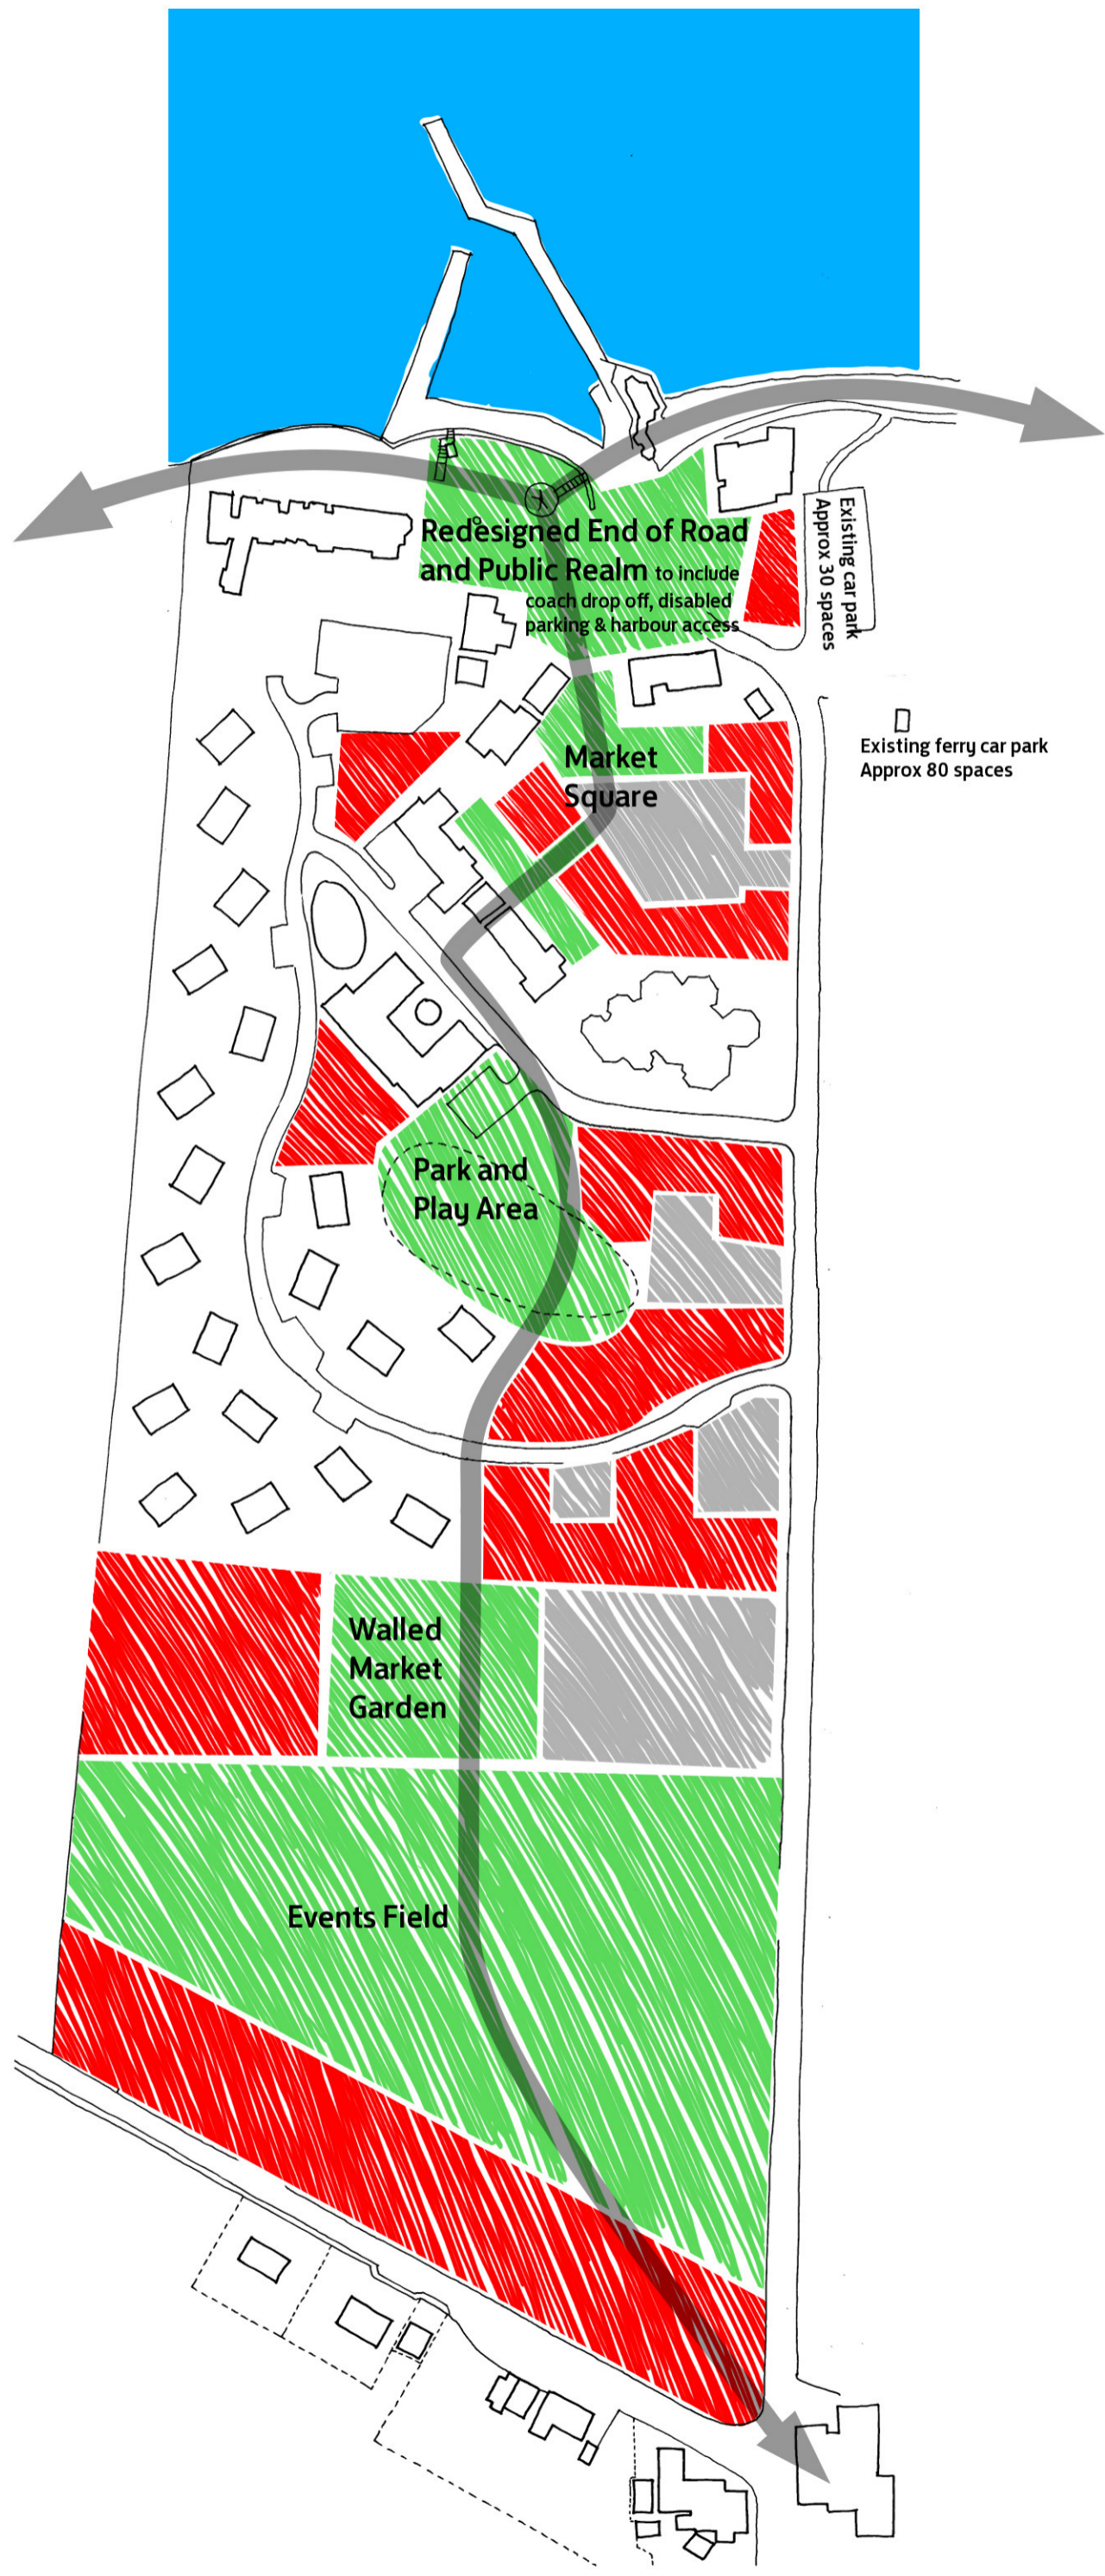 Redesigned End of Road
and Public Realm to include
coach drop off, disabled
parking & harbour access
Existing car park
Approx 30 spaces
Market
Square
Existing ferry car park
Approx 80 spaces
Park and
Play Area
Walled
Market
Garden
Events Field